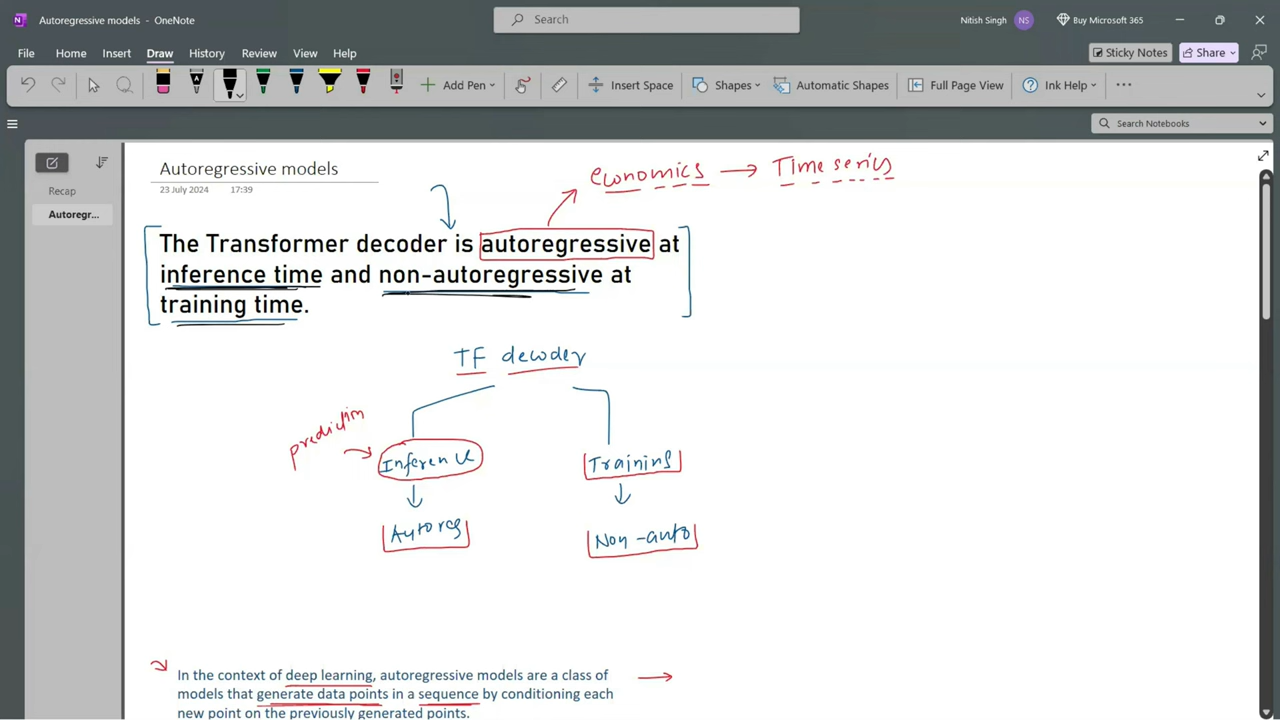 Autoregressive models - OneNote
Search
Nitish Singh NS
Buy Microsoft 365
File Home Insert Draw History Review View Help
Sticky Notes
Share
Add Pen
Insert Space
Shapes
Automatic Shapes
Full Page View
Ink Help
Search Notebooks
Autoregressive models
23 July 2024 17:39
Recap
Autoregr...
economics → Time series
The Transformer decoder is autoregressive at
inference time and non-autoregressive at
training time.
TF decoder
prediction
Inference Training
Autoreg Non-auto
In the context of deep learning, autoregressive models are a class of
models that generate data points in a sequence by conditioning each
new point on the previously generated points.